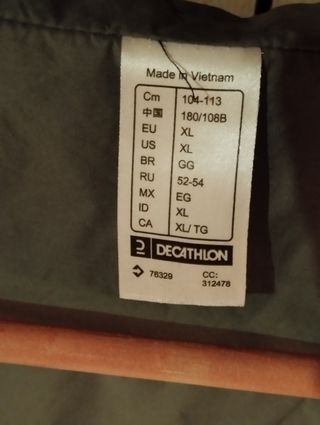 Made in Vietnam
Cm 104-113
中国 180/108B
EU XL
US XL
BR GG
RU 52-54
MX EG
ID XL
CA XL/ TG
DECATHLON
76329 CC:
312478